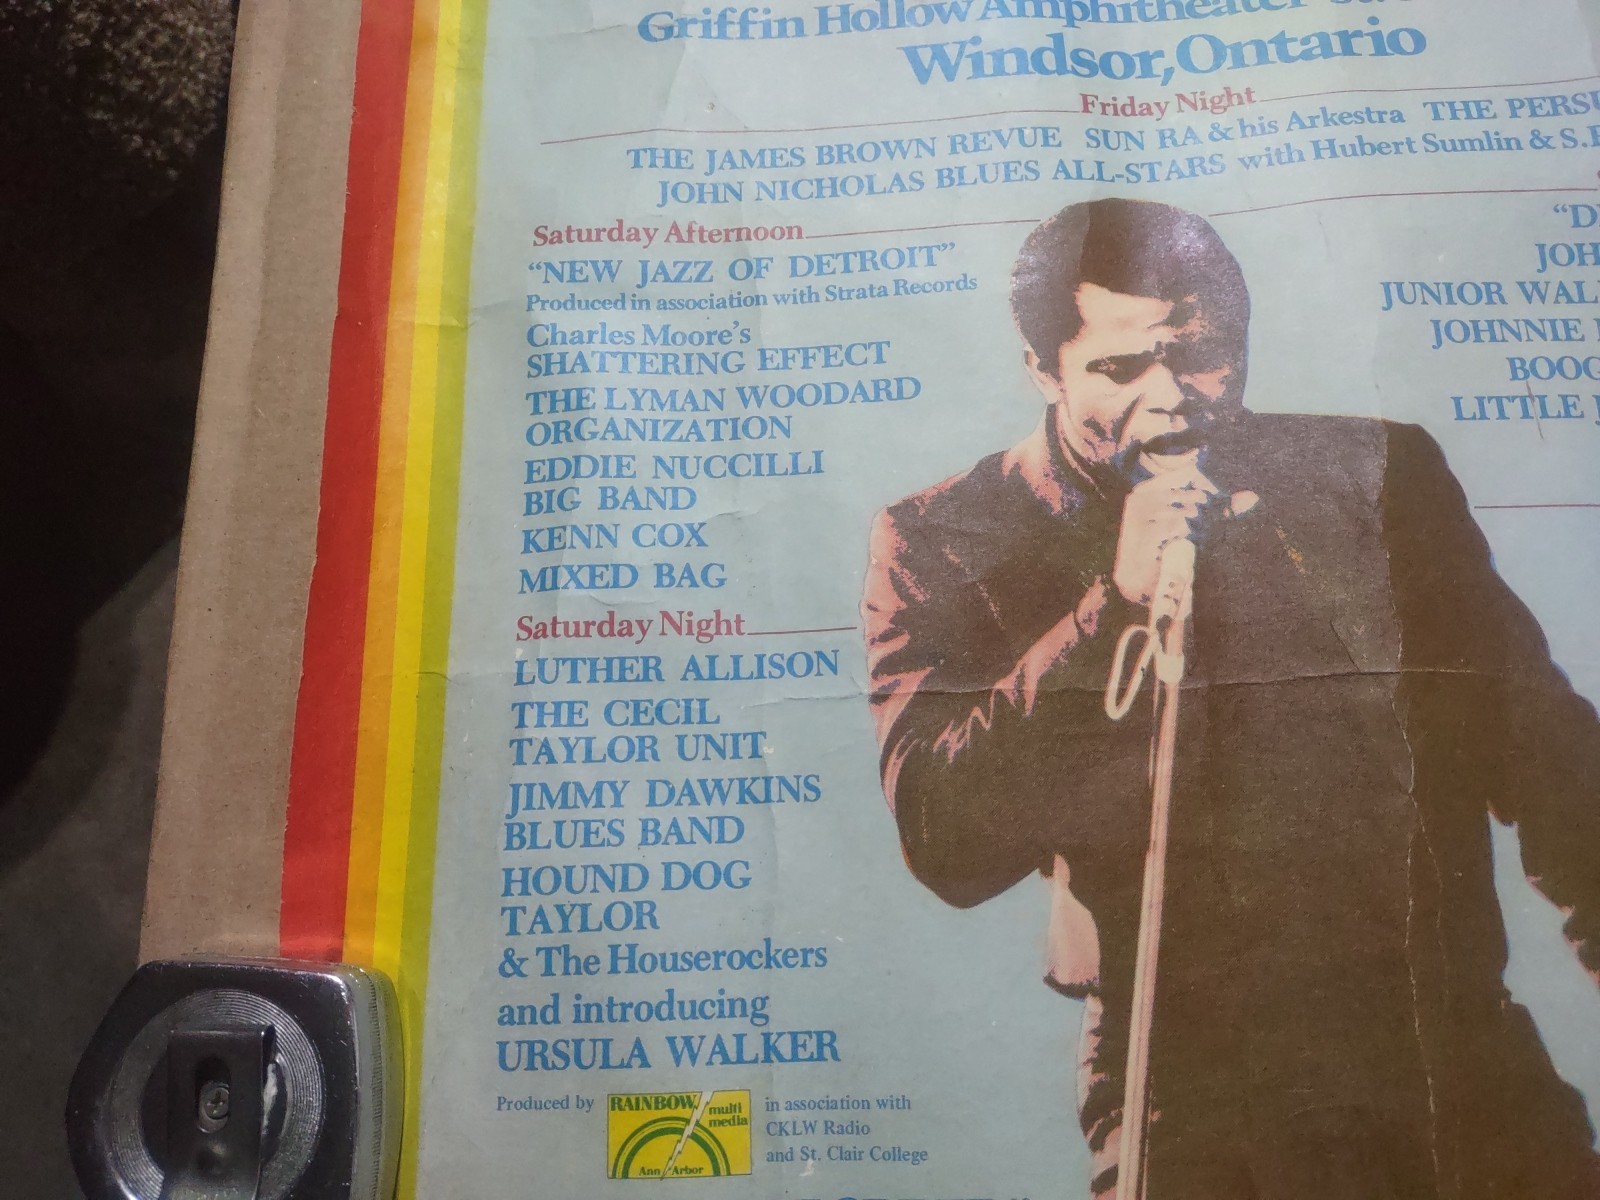 Griffin Hollow Amphitheater
Windsor, Ontario
Friday Night
THE JAMES BROWN REVUE SUN RA & his Arkestra THE
JOHN NICHOLAS BLUES ALL-STARS with Hubert Sumlin &
Saturday Afternoon
"NEW JAZZ OF DETROIT"
Produced in association with Strata Records
Charles Moore's
SHATTERING EFFECT
THE LYMAN WOODARD
ORGANIZATION
EDDIE NUCCILLI
BIG BAND
KENN COX
MIXED BAG
Saturday Night
LUTHER ALLISON
THE CECIL
TAYLOR UNIT
JIMMY DAWKINS
BLUES BAND
HOUND DOG
TAYLOR
& The Houserockers
and introducing
URSULA WALKER
Produced by
RAINBOW
multi
media
Ann Arbor
in association with
CKLW Radio
and St. Clair College
JUNIOR
JOHNNIE
LITTLE